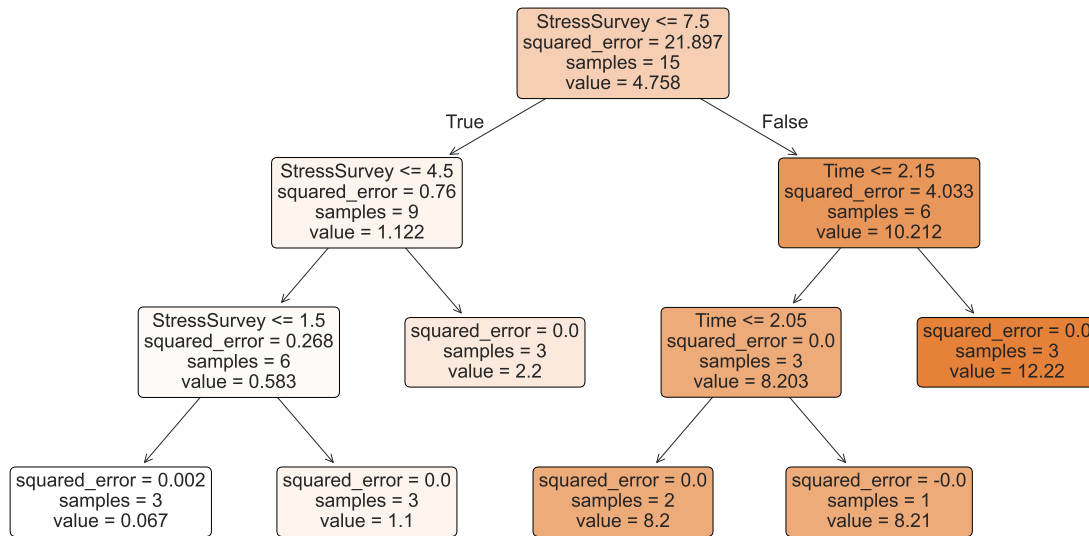 StressSurvey <= 7.5
squared_error = 21.897
samples = 15
value = 4.758
True
False
StressSurvey <= 4.5
squared_error = 0.76
samples = 9
value = 1.122
Time <= 2.15
squared_error = 4.033
samples = 6
value = 10.212
StressSurvey <= 1.5
squared_error = 0.268
samples = 6
value = 0.583
squared_error = 0.0
samples = 3
value = 2.2
Time <= 2.05
squared_error = 0.0
samples = 3
value = 8.203
squared_error = 0.0
samples = 3
value = 12.22
squared_error = 0.002
samples = 3
value = 0.067
squared_error = 0.0
samples = 3
value = 1.1
squared_error = 0.0
samples = 2
value = 8.2
squared_error = -0.0
samples = 1
value = 8.21